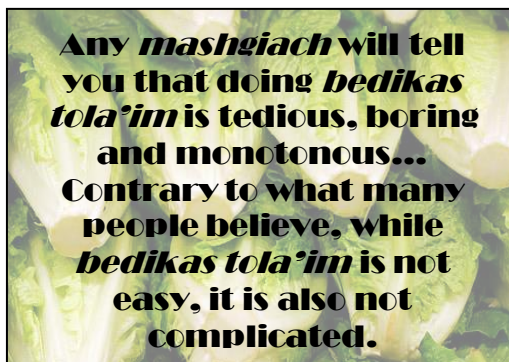 Any mashgiach will tell
you that doing bedikas
tola'im is tedious, boring
and monotonous...
Contrary to what many
people believe, while
bedikas tola'im is not
easy, it is also not
complicated.